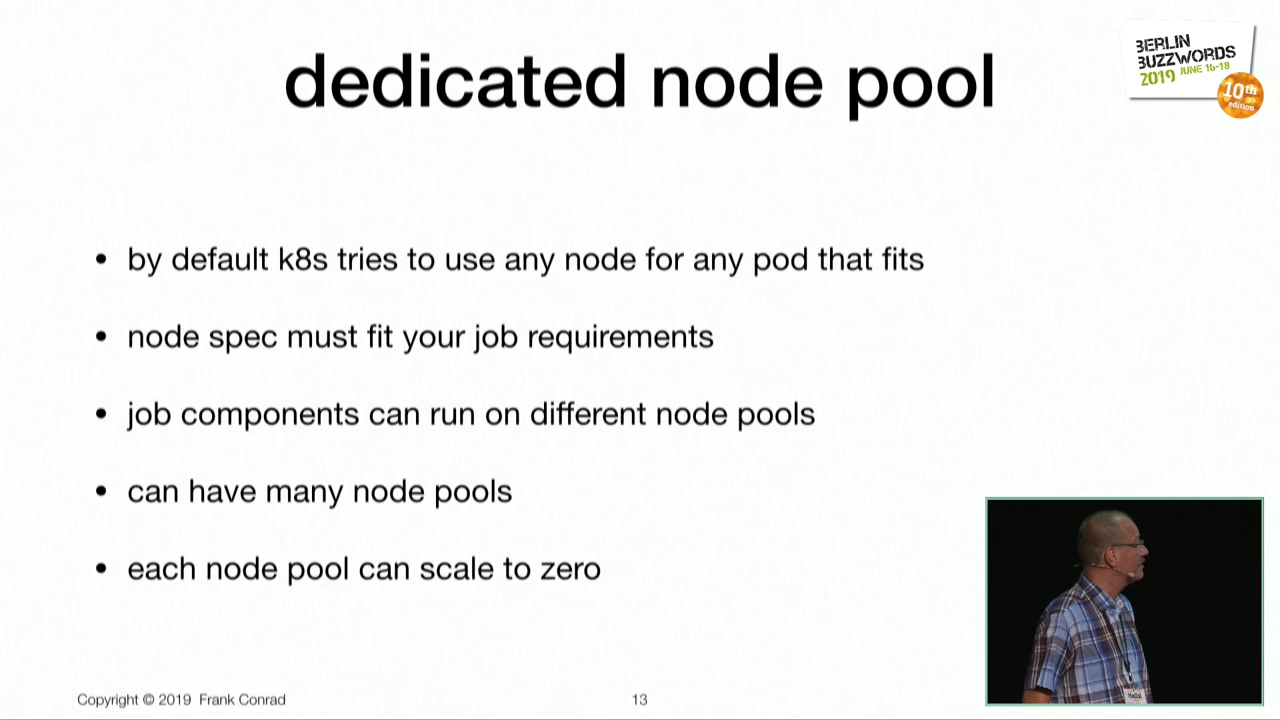 dedicated node pool
BERLIN
BUZZWORDS
2019 JUNE 16-18
10th
edition
• by default k8s tries to use any node for any pod that fits
• node spec must fit your job requirements
• job components can run on different node pools
• can have many node pools
• each node pool can scale to zero
Copyright © 2019 Frank Conrad
13